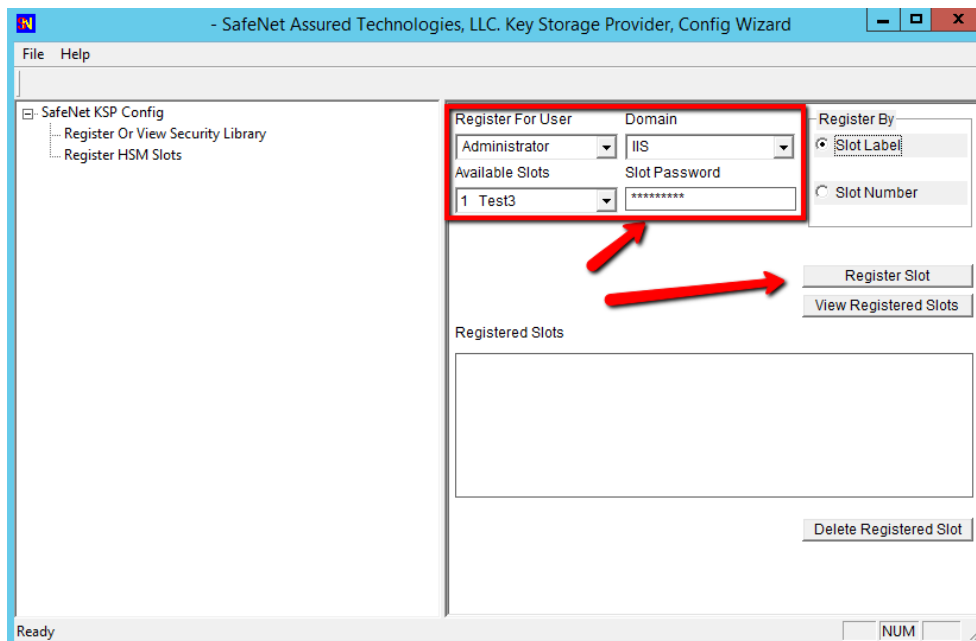 - SafeNet Assured Technologies, LLC. Key Storage Provider, Config Wizard
File Help
SafeNet KSP Config
Register Or View Security Library
Register HSM Slots
Register For User Domain
Administrator IIS
Available Slots Slot Password
1 Test3 *********
Register By
Slot Label
Slot Number
Register Slot
View Registered Slots
Registered Slots
Delete Registered Slot
Ready NUM